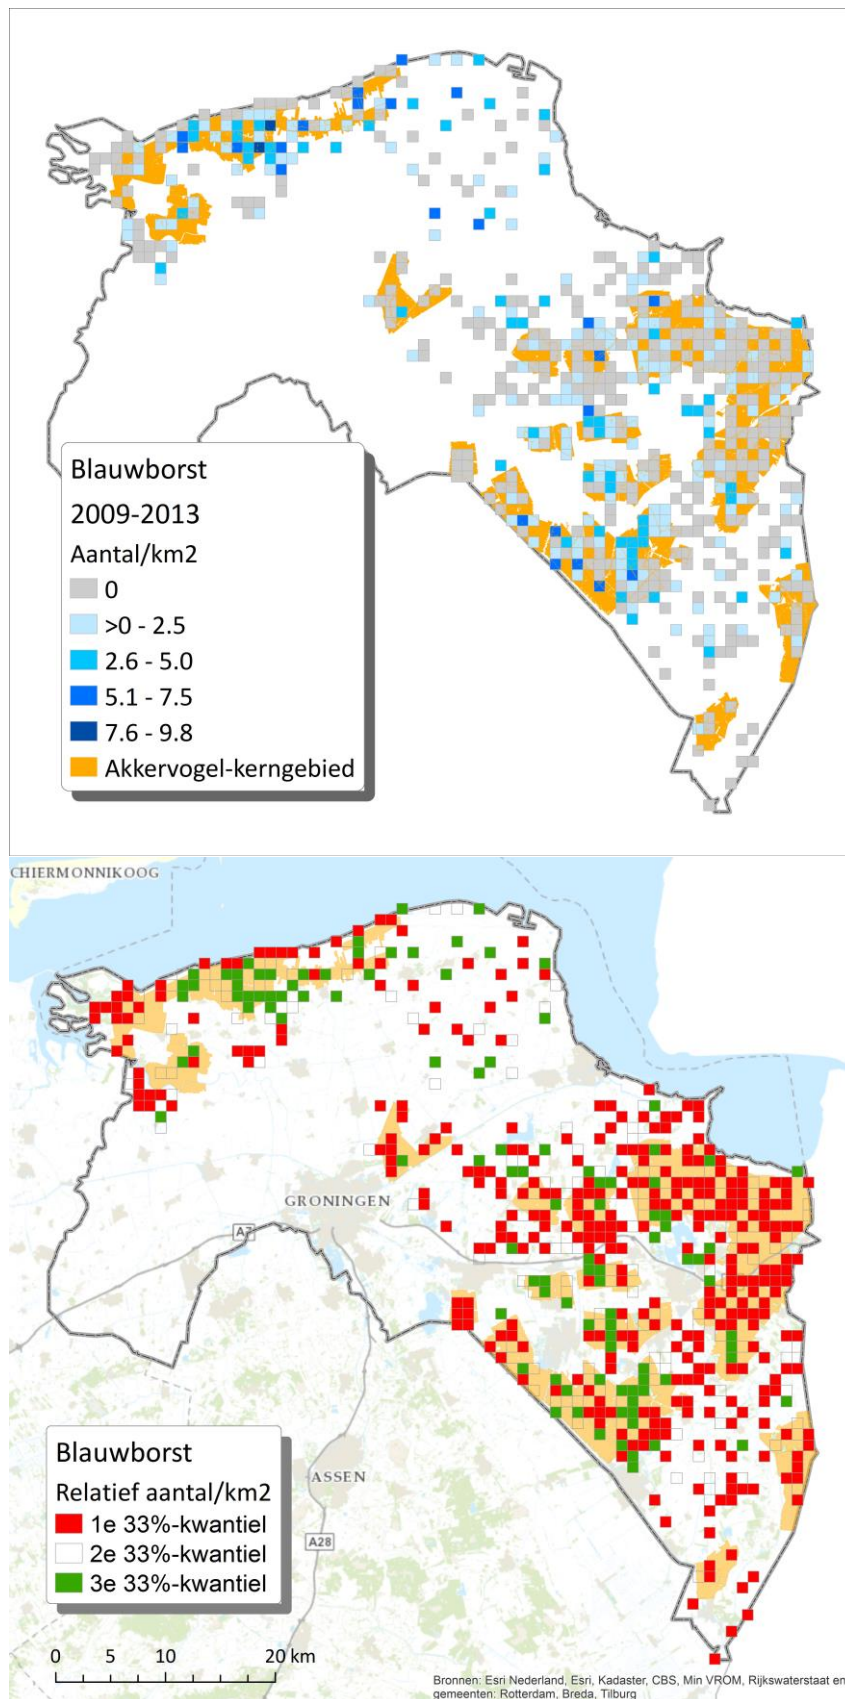 Blauwborst
2009-2013
Aantal/km2
0
>0 - 2.5
2.6 - 5.0
5.1 - 7.5
7.6 - 9.8
Akkervogel-kerngebied
CHIERMONNIKOOG
GRONINGEN
A7
ASSEN
A28
Blauwborst
Relatief aantal/km2
1e 33%-kwantiel
2e 33%-kwantiel
3e 33%-kwantiel
0 5 10 20 km
Bronnen: Esri Nederland, Esri, Kadaster, CBS, Min VROM, Rijkswaterstaat en
gemeenten: Rotterdam, Breda, Tilburg